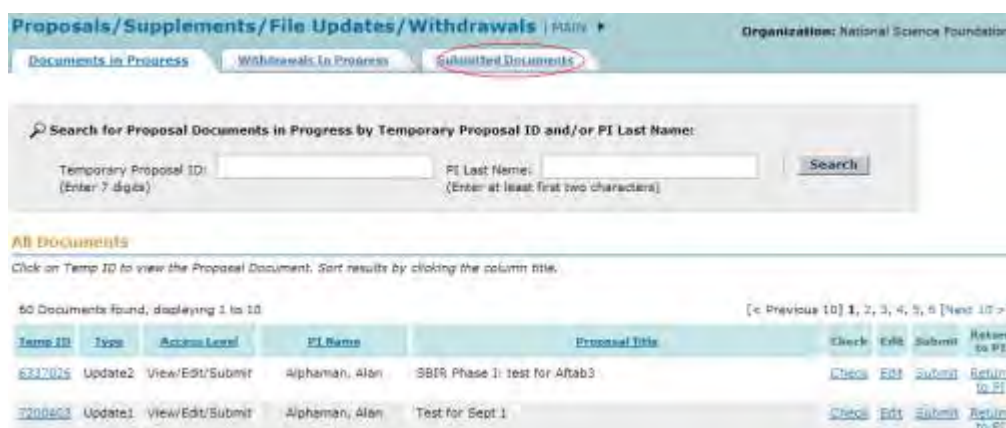 Proposals/Supplements/File Updates/Withdrawals | MAIN
Organization: National Science Foundation
Documents in Progress Withdrawals In Progress Submitted Documents
Search for Proposal Documents in Progress by Temporary Proposal ID and/or PI Last Name:
Temporary Proposal ID: PI Last Name: Search
(Enter 7 digits) (Enter at least first two characters)
All Documents
Click on Temp ID to view the Proposal Document. Sort results by clicking the column title.
60 Documents found, displaying 1 to 10 [< Previous 10] 1, 2, 3, 4, 5, 6 [Next 10 >
Temp ID Type Access Level PI Name Proposal Title Check Edit Submit Return
to PI
6337026 Update2 View/Edit/Submit Alphaman, Alan SBIR Phase I: test for Aftab3 Check Edit Submit Return
to PI
7200403 Update1 View/Edit/Submit Alphaman, Alan Test for Sept 1 Check Edit Submit Return
to PI